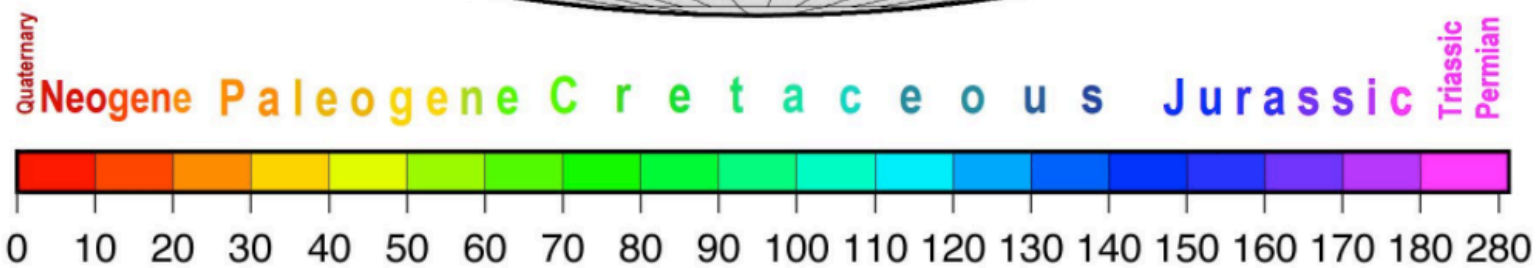 Quaternary Neogene Paleogene Cretaceous Jurassic Triassic Permian
0 10 20 30 40 50 60 70 80 90 100 110 120 130 140 150 160 170 180 280